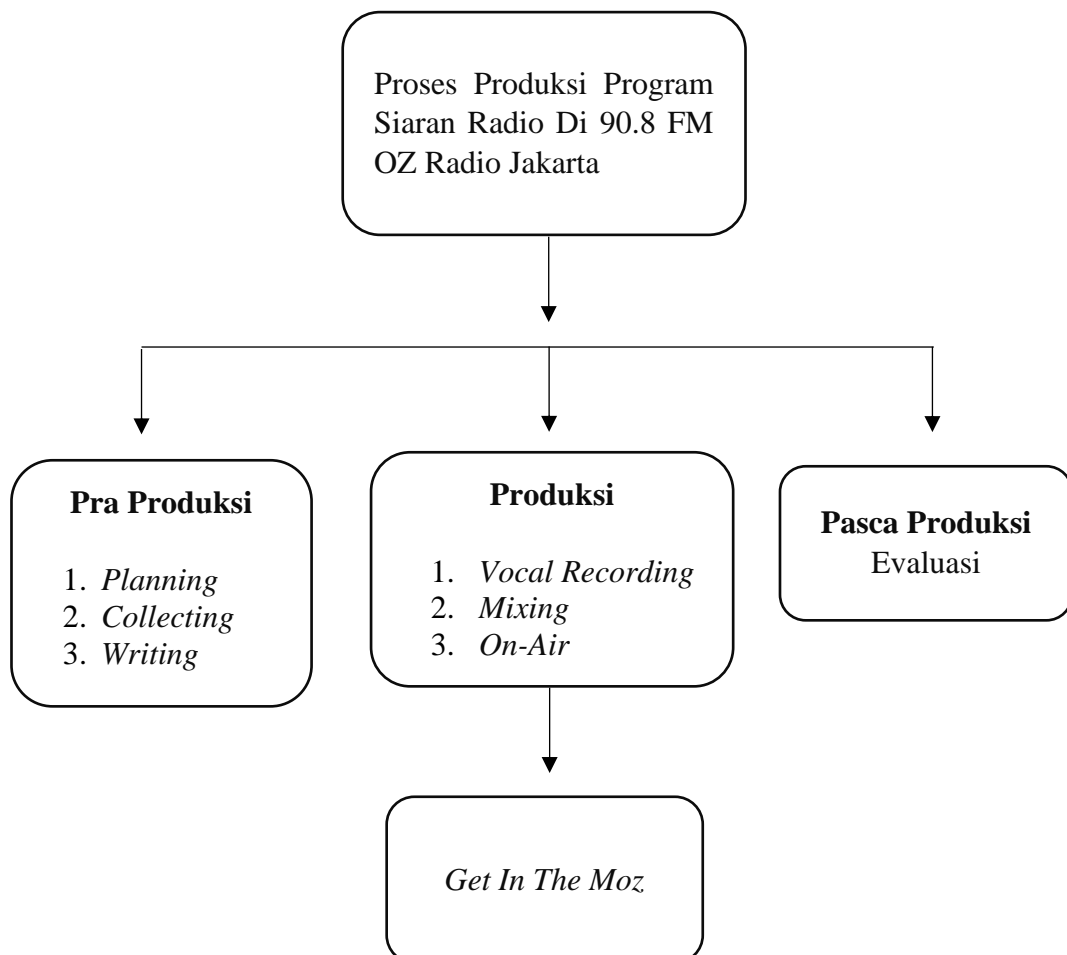 Proses Produksi Program
Siaran Radio Di 90.8 FM
OZ Radio Jakarta
Pra Produksi
1. Planning
2. Collecting
3. Writing
Produksi
1. Vocal Recording
2. Mixing
3. On-Air
Pasca Produksi
Evaluasi
Get In The Moz